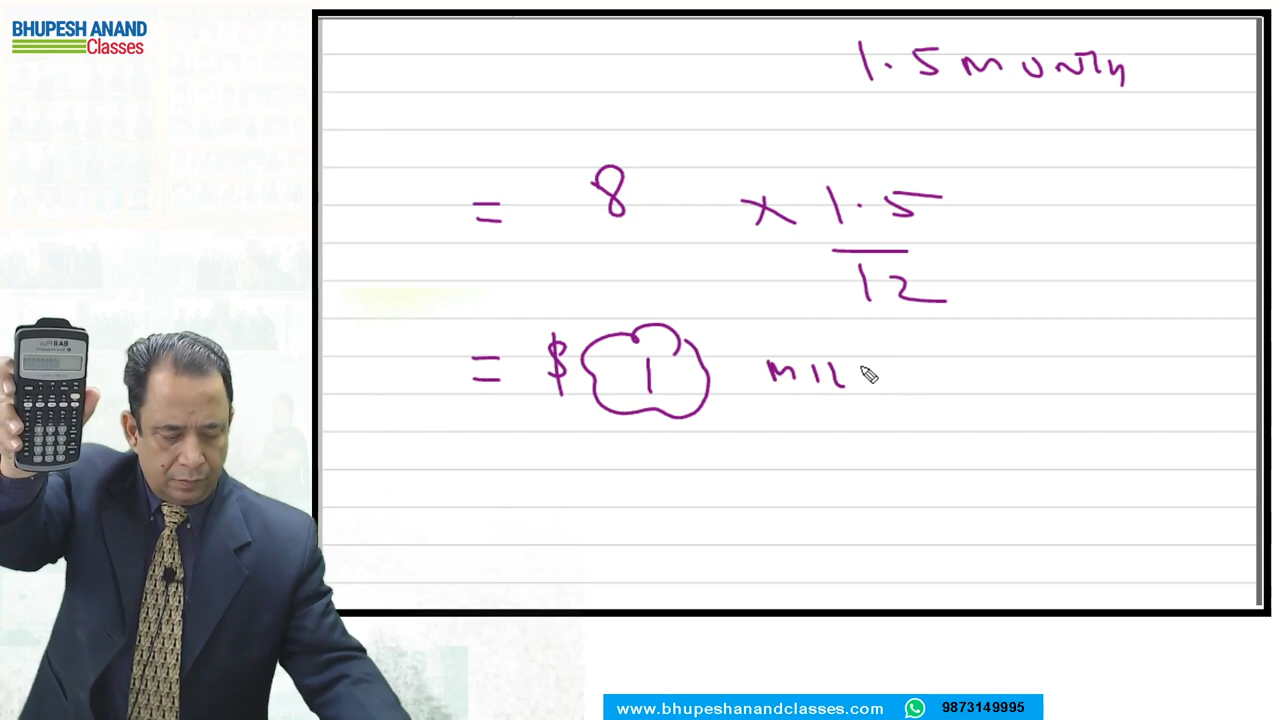 BHUPESH ANAND
Classes
1.5 month
= 8 × 1.5
12
= $ 1 mil
www.bhupeshanandclasses.com 9873149995